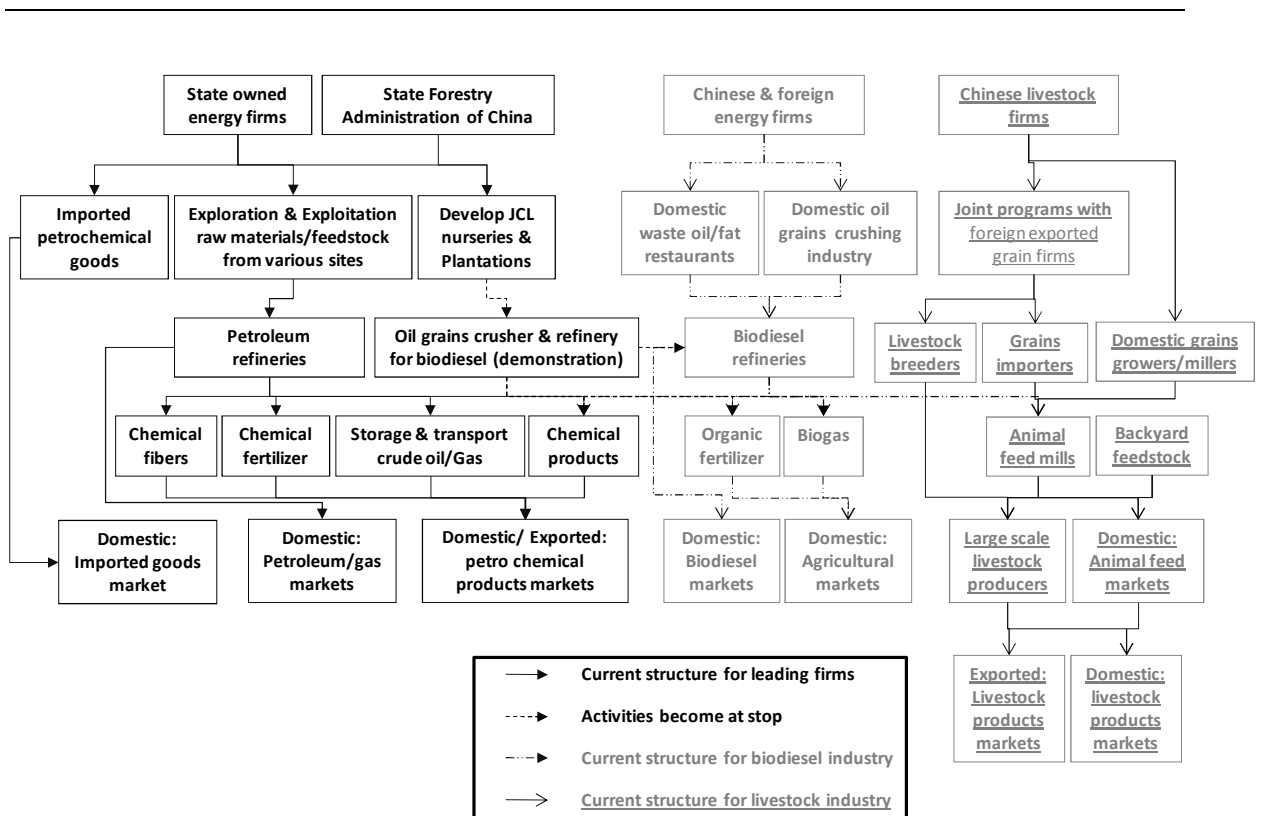 State owned
energy firms
State Forestry
Administration of China
Chinese & foreign
energy firms
Chinese livestock
firms
Imported
petrochemical
goods
Exploration & Exploitation
raw materials/feedstock
from various sites
Develop JCL
nurseries &
Plantations
Domestic
waste oil/fat
restaurants
Domestic oil
grains crushing
industry
Joint programs with
foreign exported
grain firms
Petroleum
refineries
Oil grains crusher & refinery
for biodiesel (demonstration)
Biodiesel
refineries
Livestock
breeders
Grains
importers
Domestic grains
growers/millers
Chemical
fibers
Chemical
fertilizer
Storage & transport
crude oil/Gas
Chemical
products
Organic
fertilizer
Biogas
Animal
feed mills
Backyard
feedstock
Domestic:
Imported goods
market
Domestic:
Petroleum/gas
markets
Domestic/ Exported:
petro chemical
products markets
Domestic:
Biodiesel
markets
Domestic:
Agricultural
markets
Large scale
livestock
producers
Domestic:
Animal feed
markets
Exported:
Livestock
products
markets
Domestic:
livestock
products
markets
Current structure for leading firms
Activities become at stop
Current structure for biodiesel industry
Current structure for livestock industry